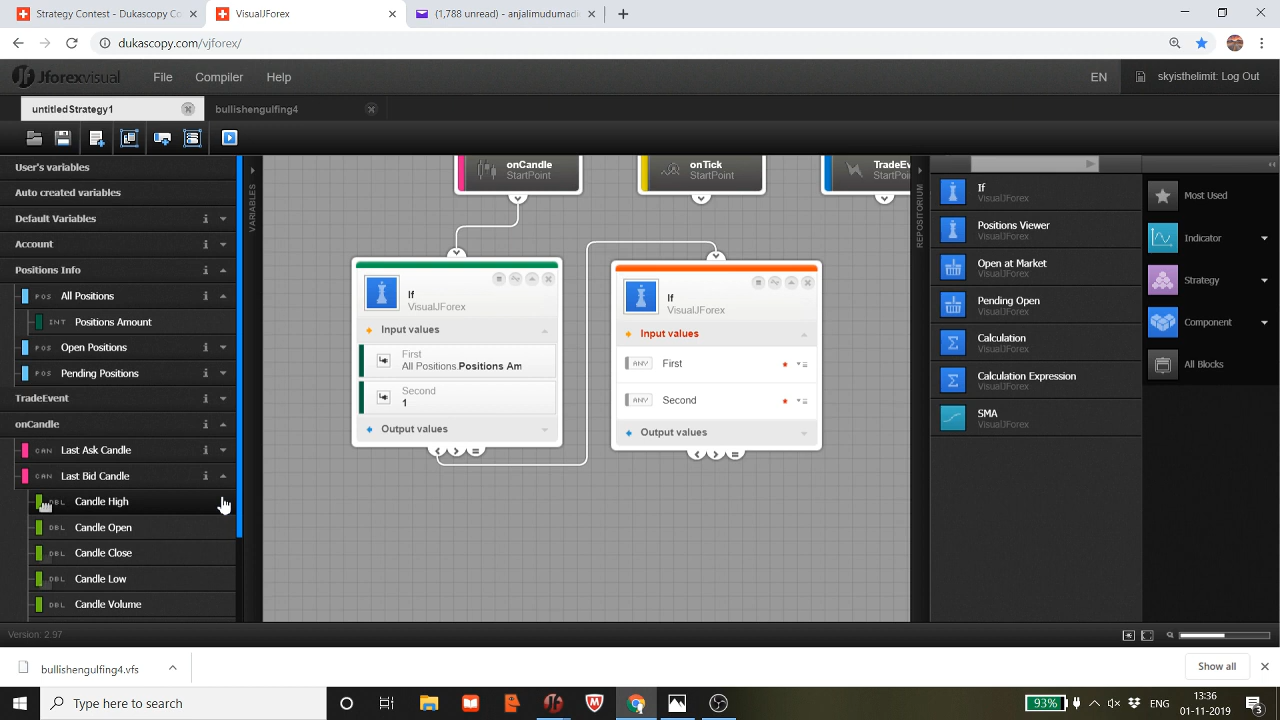 Strategy Contest - Dukascopy Co
VisualJForex
(1,788 unread) - anjalimudumadi
dukascopy.com/vjforex/
Jforexvisual
File
Compiler
Help
EN
skyisthelimit: Log Out
untitledStrategy1
bullishengulfing4
User's variables
Auto created variables
Default Variables
Account
Positions Info
POS All Positions
INT Positions Amount
POS Open Positions
POS Pending Positions
TradeEvent
onCandle
CAN Last Ask Candle
CAN Last Bid Candle
DBL Candle High
DBL Candle Open
DBL Candle Close
DBL Candle Low
DBL Candle Volume
VARIABLES
onCandle
StartPoint
onTick
StartPoint
TradeEv
StartPoint
If
VisualJForex
Input values
First
All Positions.Positions Am
Second
1
Output values
If
VisualJForex
Input values
ANY First
ANY Second
Output values
REPOSITORIUM
If
VisualJForex
Positions Viewer
VisualJForex
Open at Market
VisualJForex
Pending Open
VisualJForex
Calculation
VisualJForex
Calculation Expression
VisualJForex
SMA
VisualJForex
Most Used
Indicator
Strategy
Component
All Blocks
Version: 2.97
bullishengulfing4.vfs
Show all
Type here to search
93%
ENG
13:36
01-11-2019
3